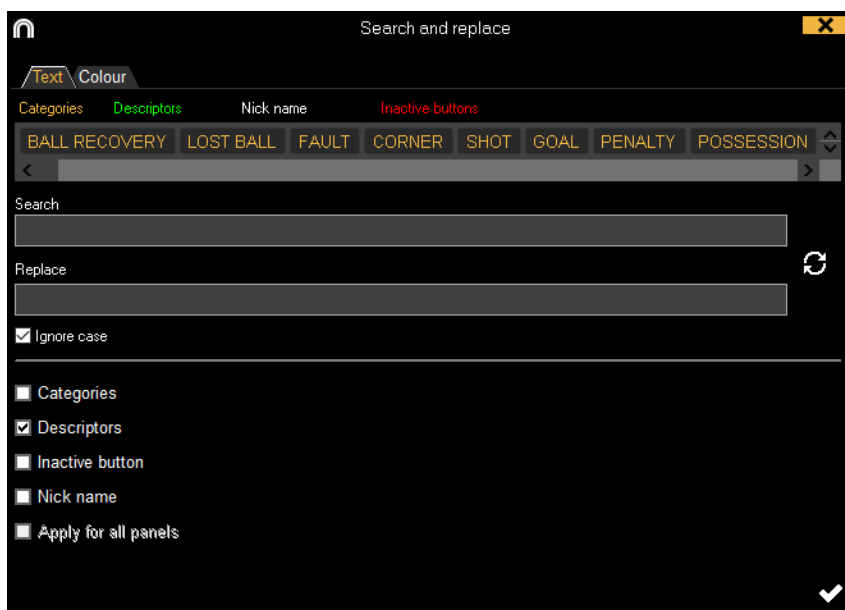 Search and replace
Text Colour
Categories Descriptors Nick name Inactive buttons
BALL RECOVERY LOST BALL FAULT CORNER SHOT GOAL PENALTY POSSESSION
Search
Replace
Ignore case
Categories
Descriptors
Inactive button
Nick name
Apply for all panels